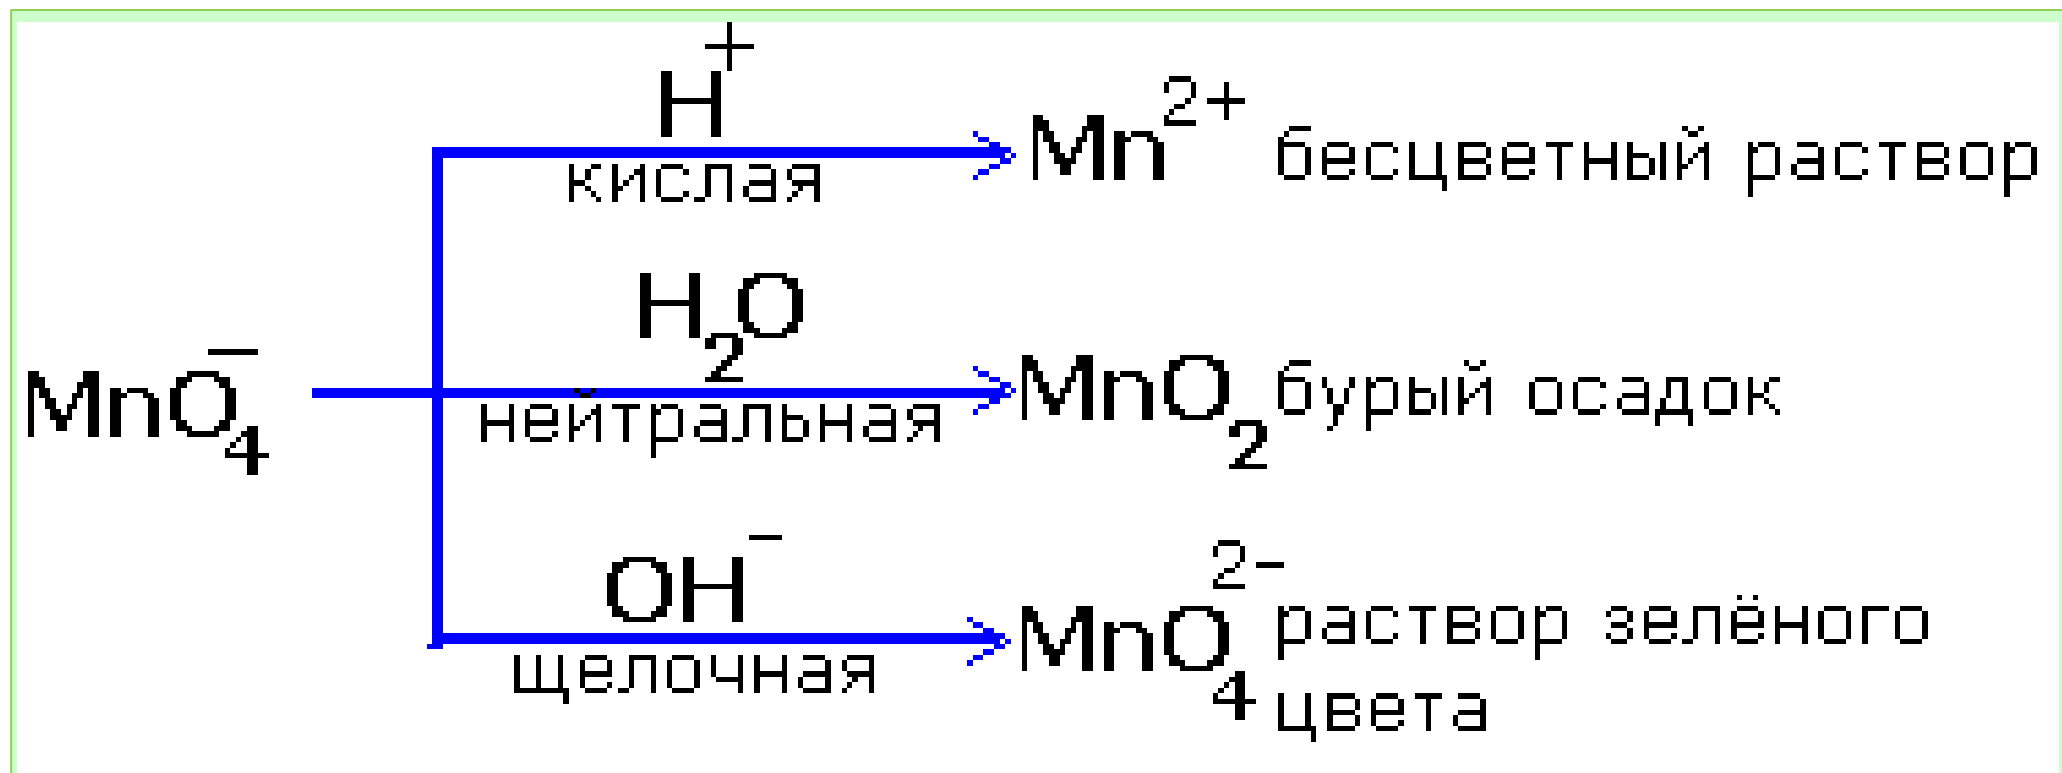 H⁺
кислая
Mn²⁺ бесцветный раствор
H₂O
нейтральная
MnO₄⁻
MnO₂ бурый осадок
OH⁻
щелочная
MnO₄²⁻ раствор зелёного
цвета